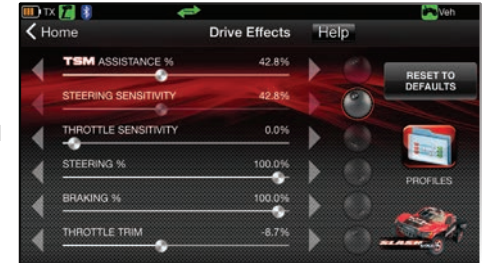 TX Veh
Home Drive Effects Help
TSM ASSISTANCE % 42.8%
STEERING SENSITIVITY 42.8%
THROTTLE SENSITIVITY 0.0%
STEERING % 100.0%
BRAKING % 100.0%
THROTTLE TRIM -8.7%
RESET TO
DEFAULTS
PROFILES
SLASH